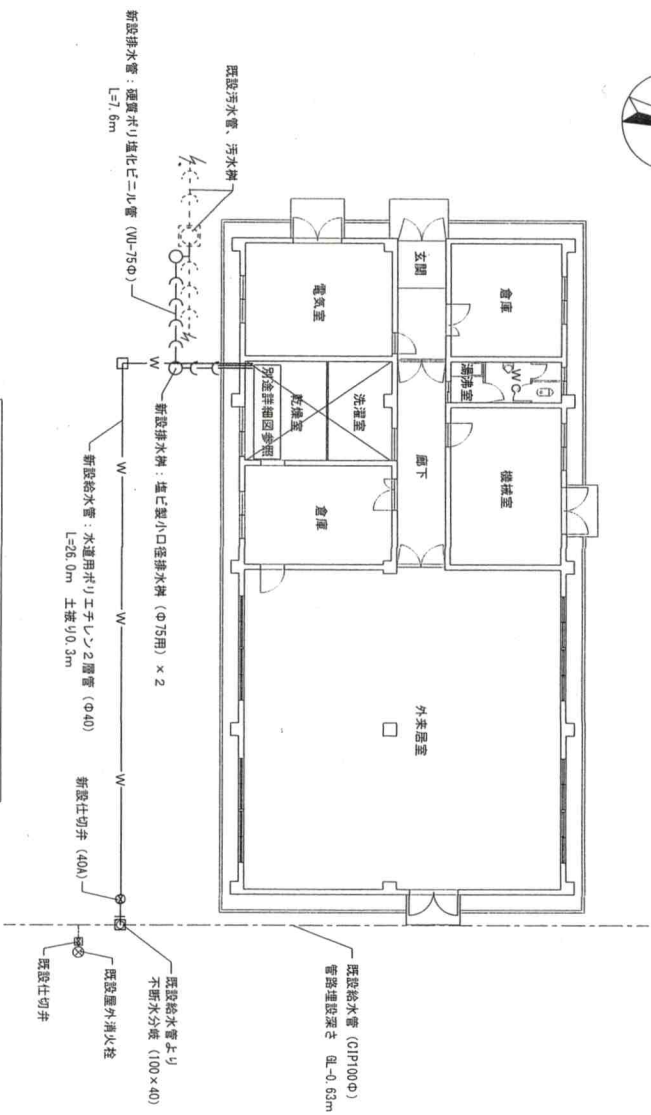 既設汚水管、汚水桝
新設排水管：硬質ポリ塩化ビニル管（VU-75Φ）
L=7.6m
玄関
倉庫
電気室
湯沸室
WC
機械室
廊下
洗濯室
乾燥室
別途詳細図参照
倉庫
外来居室
W
W
W
W
新設排水桝：塩ビ製小口径排水桝（Φ75用）×2
新設給水管：水道用ポリエチレン2層管（Φ40）
L=26.0m　土被り0.3m
新設仕切弁（40A）
既設給水管（CIP100Φ）
管路埋設深さ　GL-0.63m
既設給水管より
不断水分岐（100×40）
既設屋外消火栓
既設仕切弁